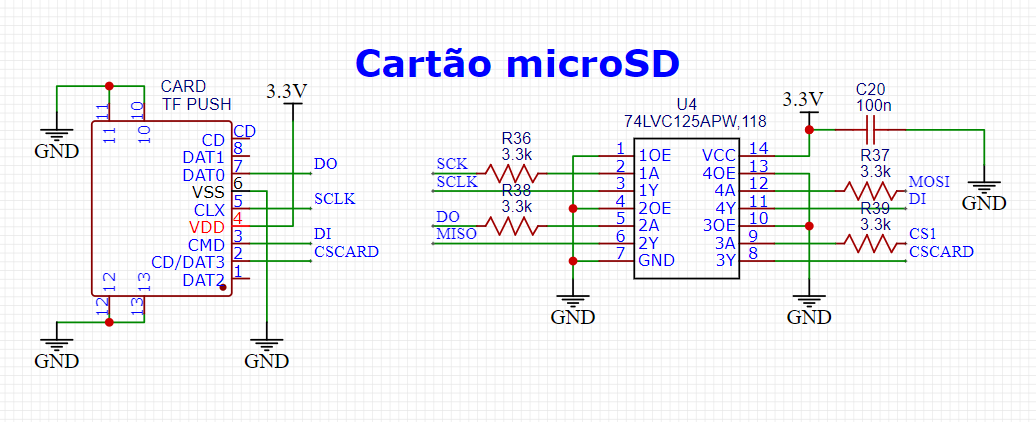 Cartão microSD
CARD
TF PUSH
11
10
11
10
GND
CD
CD
DAT1
8
DAT0
7
DO
VSS
6
CLX
5
SCLK
VDD
4
CMD
3
DI
CD/DAT3
2
CSCARD
DAT2
1
12
13
12
13
GND
GND
3.3V
U4
74LVC125APW,118
R36
3.3k
SCK
SCLK
R38
3.3k
DO
MISO
1
1OE
2
1A
3
1Y
4
2OE
5
2A
6
2Y
7
GND
VCC
14
4OE
13
4A
12
4Y
11
3OE
10
3A
9
3Y
8
GND
GND
3.3V
C20
100n
GND
R37
3.3k
MOSI
DI
R39
3.3k
CS1
CSCARD